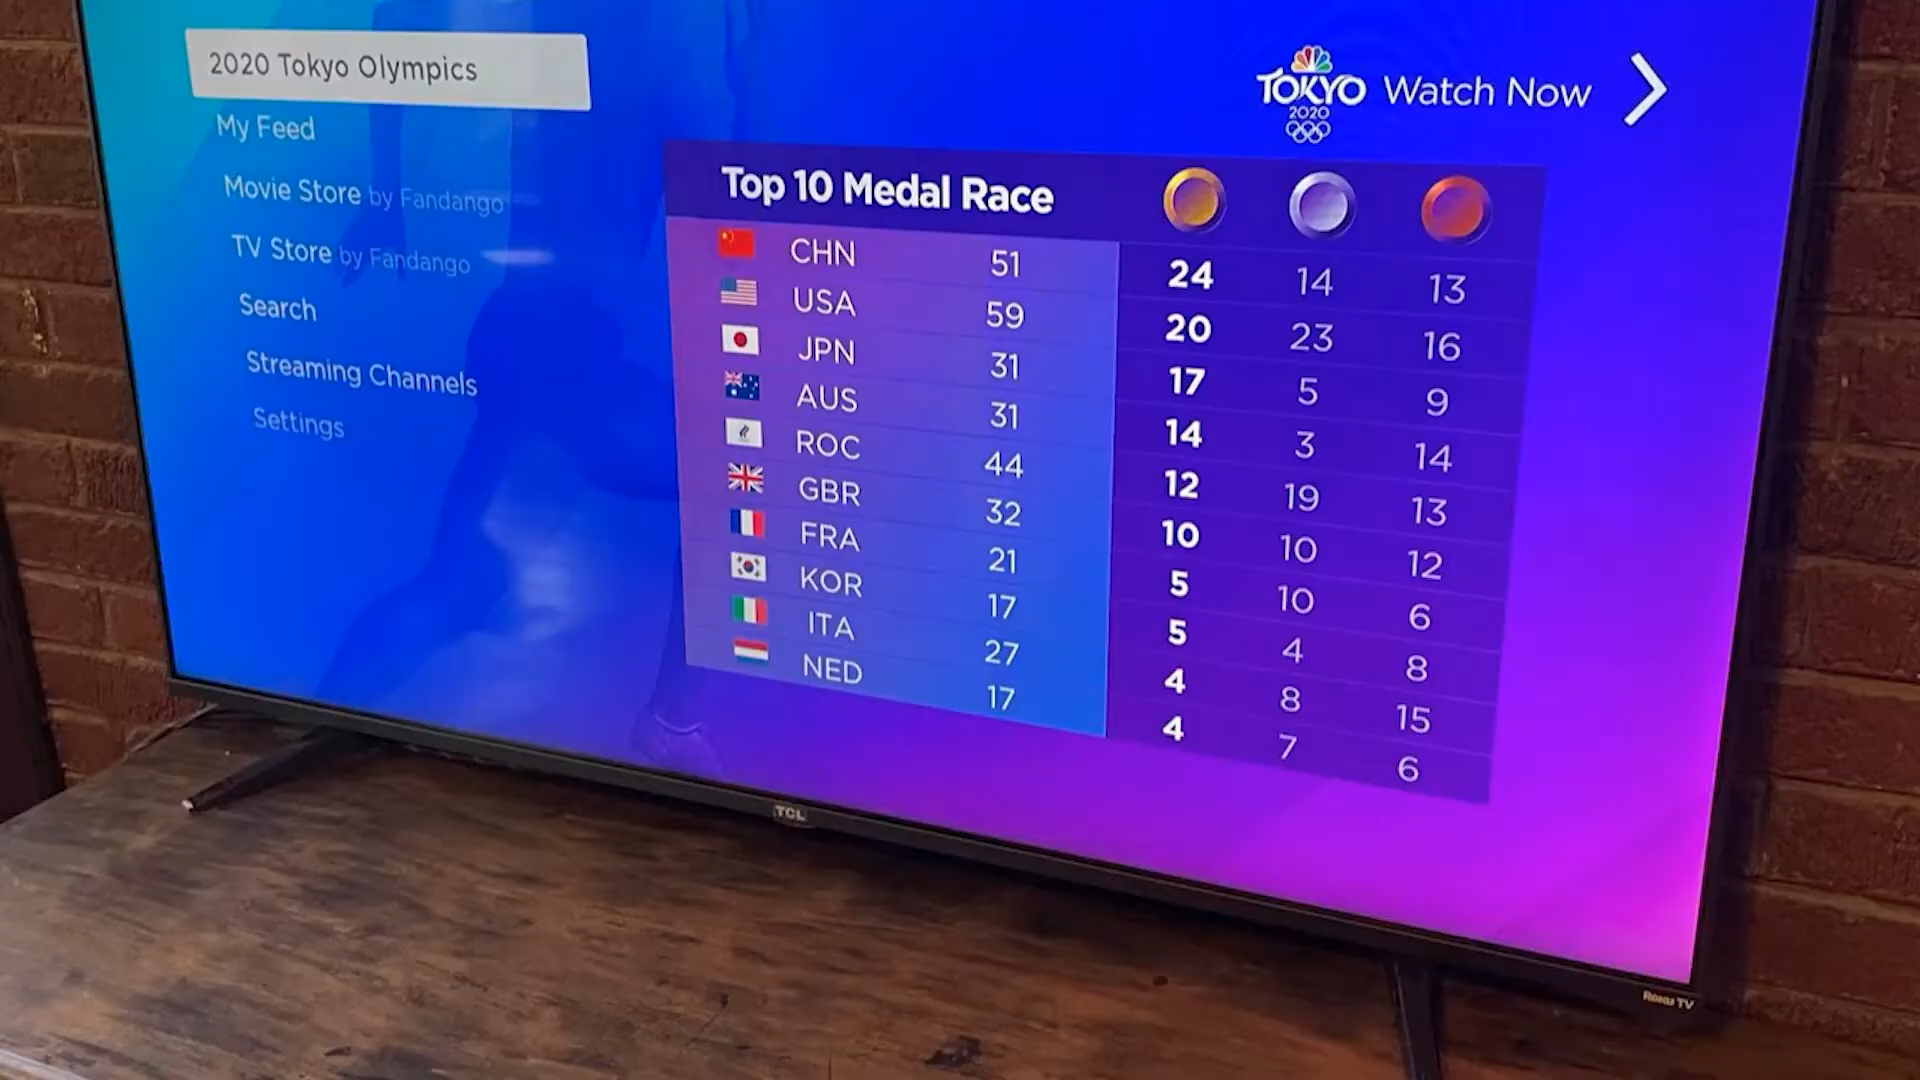 2020 Tokyo Olympics
My Feed
Movie Store by Fandango
TV Store by Fandango
Search
Streaming Channels
Settings
TOKYO
2020
Watch Now
Top 10 Medal Race
CHN 51 24 14 13
USA 59 20 23 16
JPN 31 17 5 9
AUS 31 14 3 14
ROC 44 12 19 13
GBR 32 10 10 12
FRA 21 5 10 6
KOR 17 5 4 8
ITA 27 4 8 15
NED 17 4 7 6
TCL
Roku TV